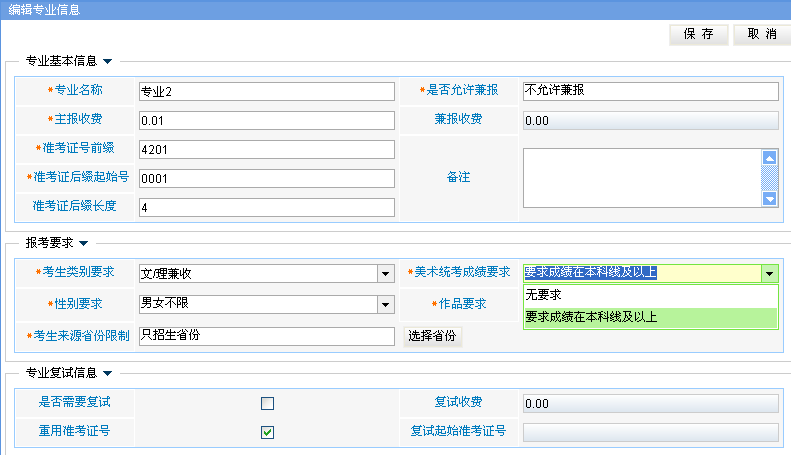 编辑专业信息
保 存 取 消
专业基本信息
*专业名称 专业2 *是否允许兼报 不允许兼报
*主报收费 0.01 兼报收费 0.00
*准考证号前缀 4201
*准考证后缀起始号 0001 备注
准考证后缀长度 4
报考要求
*考生类别要求 文/理兼收 *美术统考成绩要求 要求成绩在本科线及以上
无要求
*性别要求 男女不限 *作品要求
要求成绩在本科线及以上
*考生来源省份限制 只招生省份 选择省份
专业复试信息
是否需要复试 复试收费 0.00
重用准考证号 复试起始准考证号